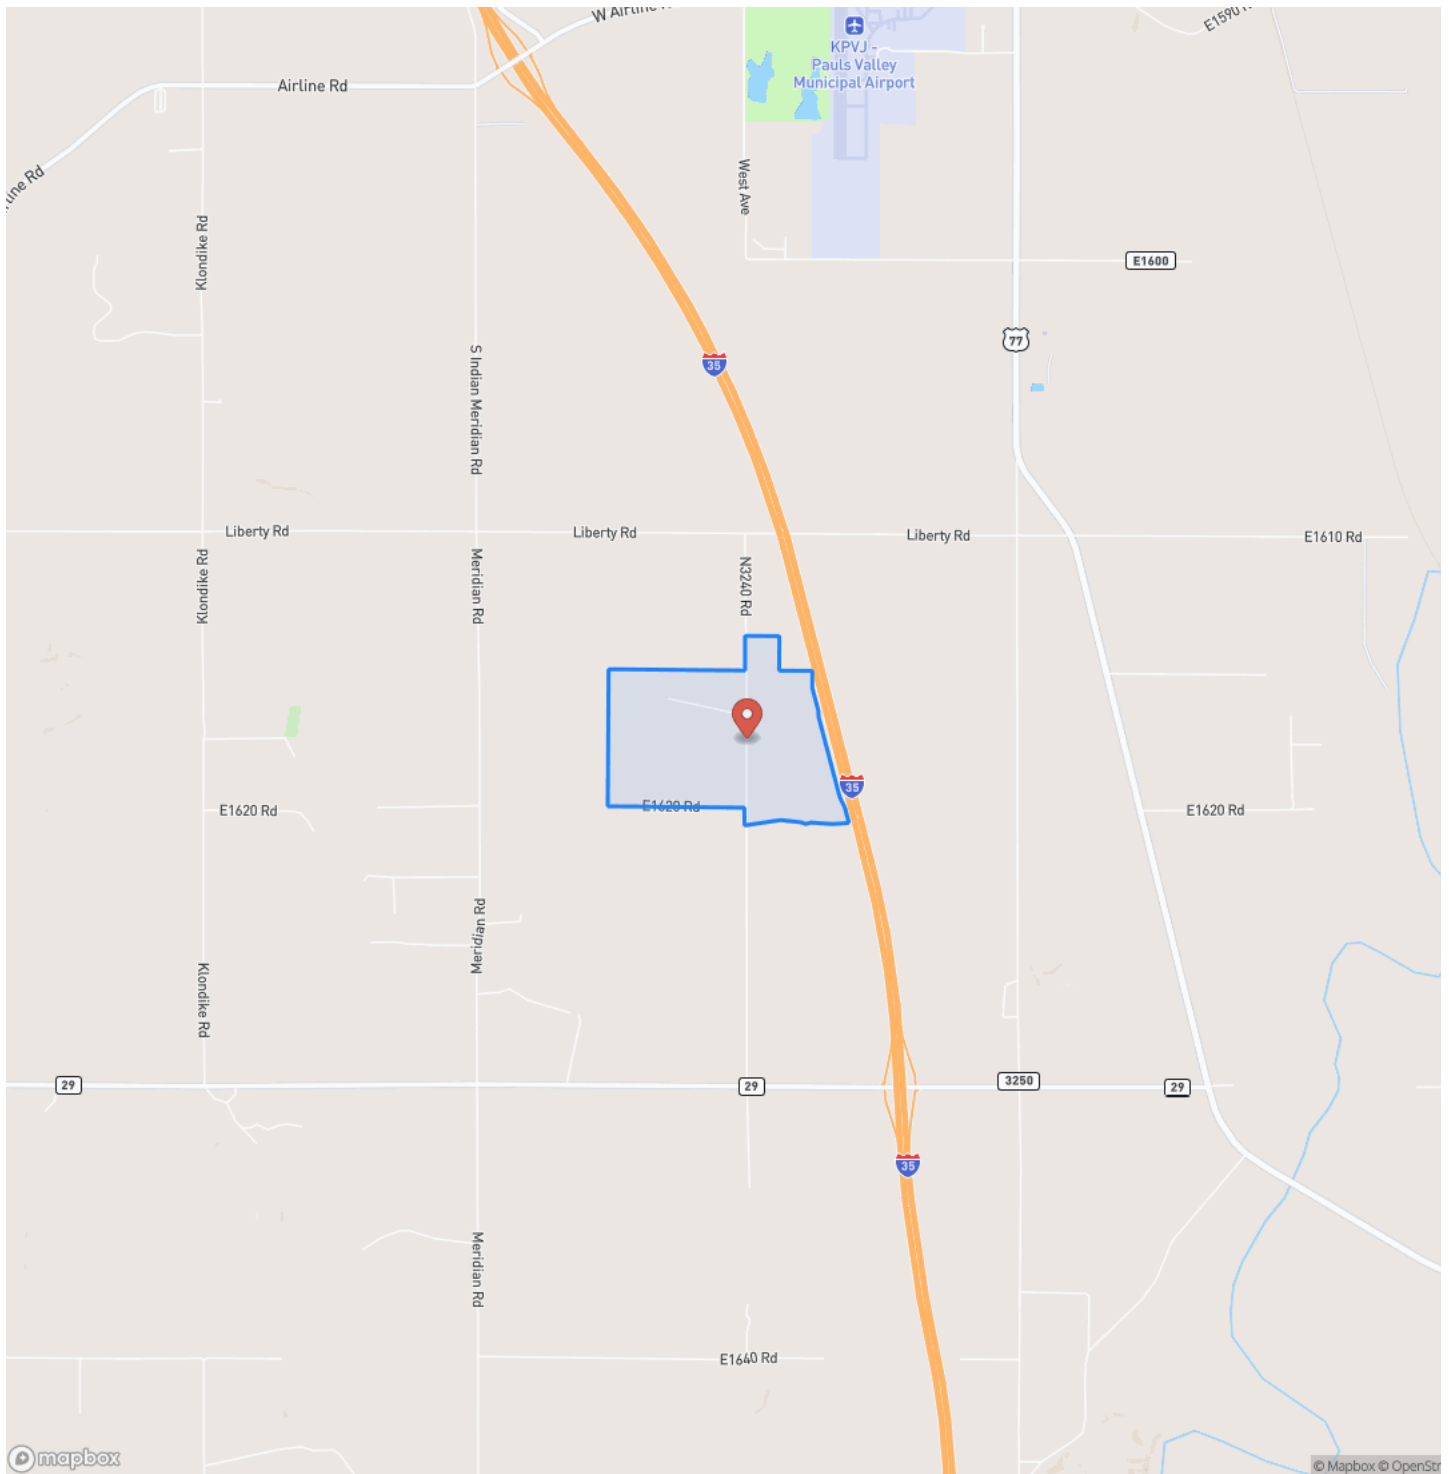 W Airline R
E1590 R
KPVJ -
Pauls Valley
Municipal Airport
Airline Rd
West Ave
rline Rd
Klondike Rd
E1600
S Indian Meridian Rd
77
35
Liberty Rd
Liberty Rd
Liberty Rd
E1610 Rd
Klondike Rd
Meridian Rd
N3240 Rd
35
E1620 Rd
E1620 Rd
E1620 Rd
Meridian Rd
Klondike Rd
29
29
3250
29
35
Meridian Rd
E1640 Rd
mapbox
© Mapbox © OpenStr